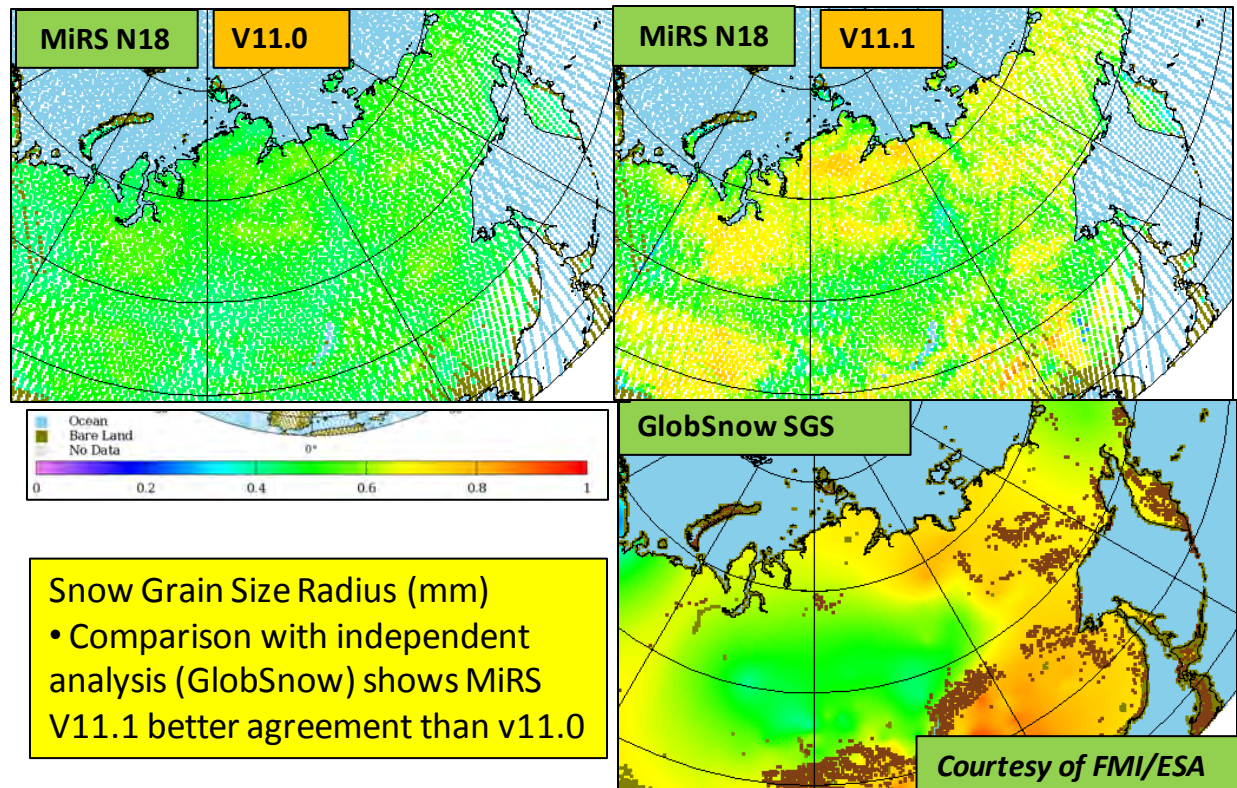 MiRS N18
V11.0
MiRS N18
V11.1
Ocean
Bare Land
No Data
0°
0
0.2
0.4
0.6
0.8
1
GlobSnow SGS
Snow Grain Size Radius (mm)
• Comparison with independent
analysis (GlobSnow) shows MiRS
V11.1 better agreement than v11.0
Courtesy of FMI/ESA